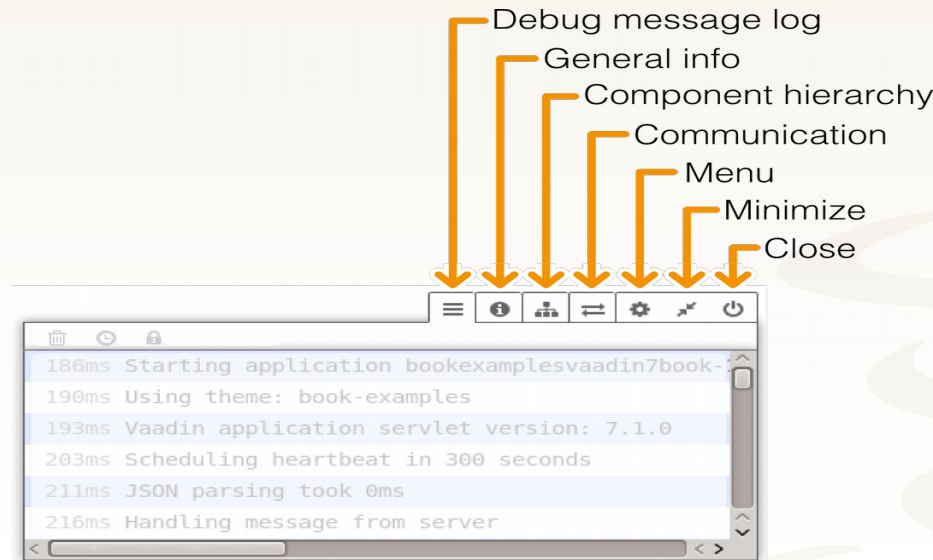 Debug message log
General info
Component hierarchy
Communication
Menu
Minimize
Close
186ms Starting application bookexamplesvaadin7book-
190ms Using theme: book-examples
193ms Vaadin application servlet version: 7.1.0
203ms Scheduling heartbeat in 300 seconds
211ms JSON parsing took 0ms
216ms Handling message from server